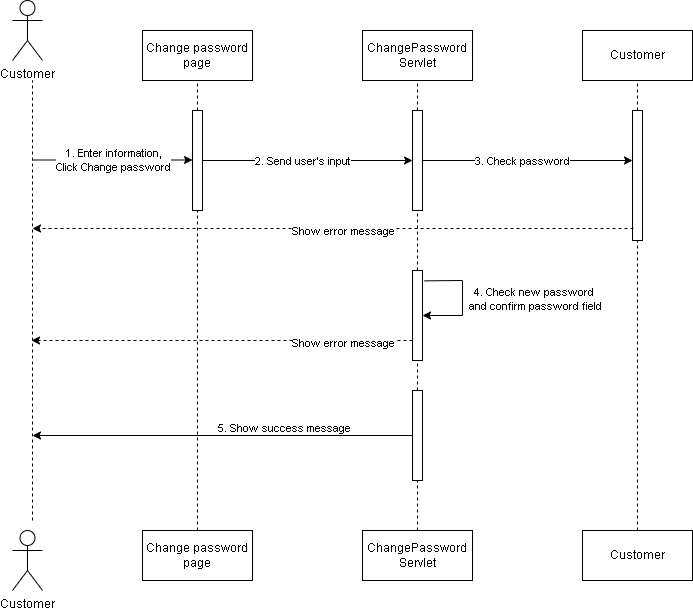 Customer
Change password
page
ChangePassword
Servlet
Customer
1. Enter information,
Click Change password
2. Send user's input
3. Check password
Show error message
4. Check new password
and confirm password field
Show error message
5. Show success message
Customer
Change password
page
ChangePassword
Servlet
Customer